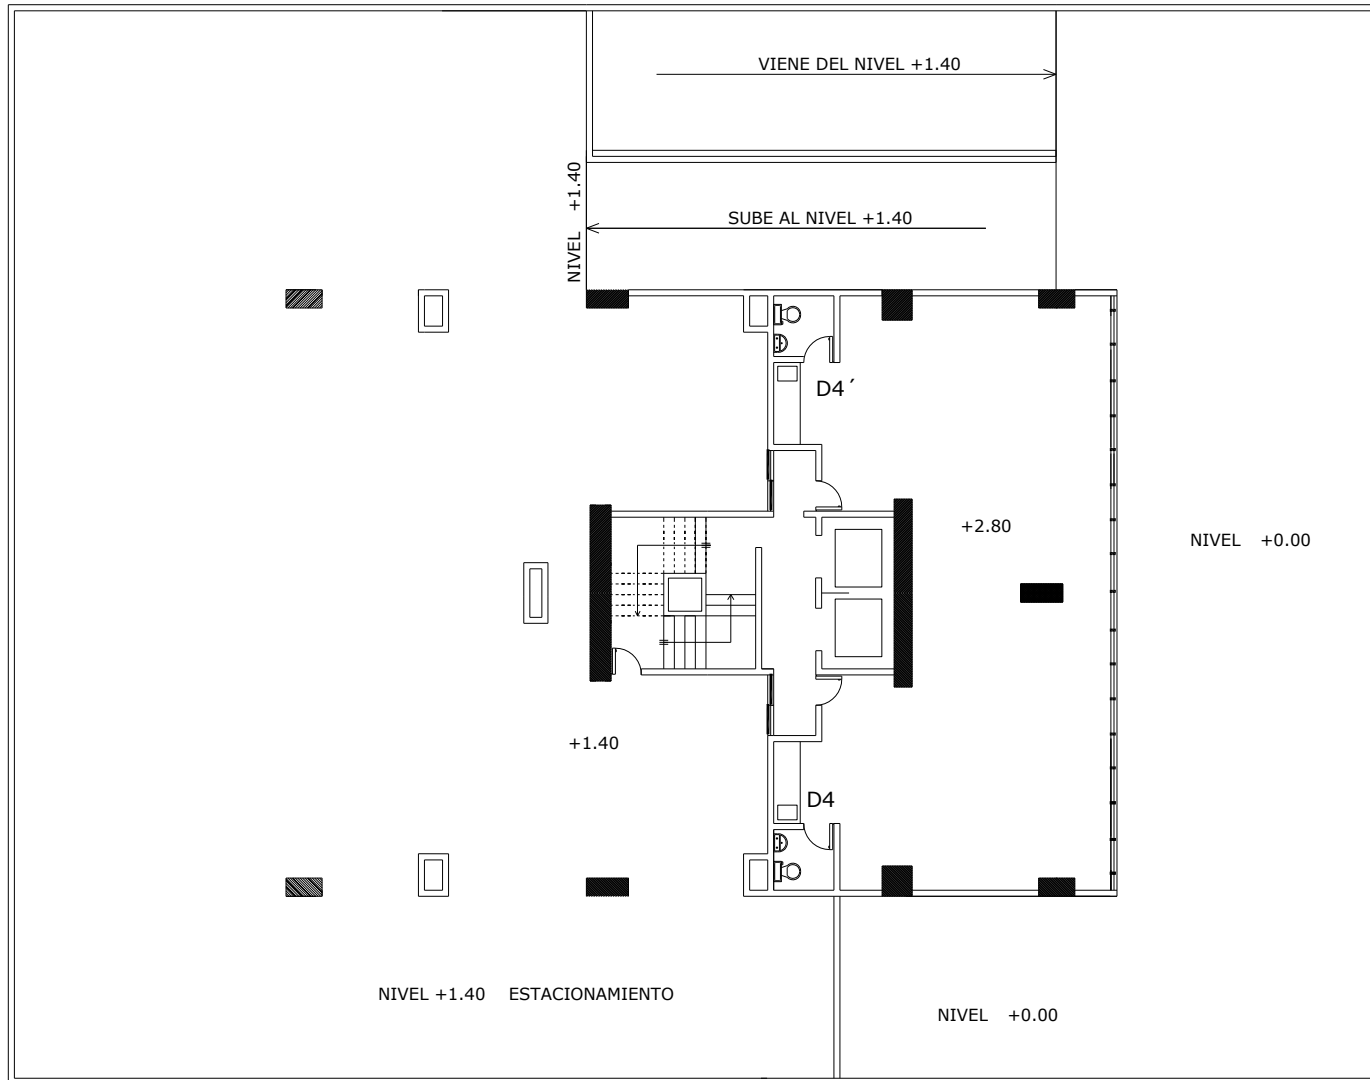 VIENE DEL NIVEL +1.40
NIVEL +1.40
SUBE AL NIVEL +1.40
D4´
+2.80
NIVEL +0.00
+1.40
D4
NIVEL +1.40 ESTACIONAMIENTO
NIVEL +0.00